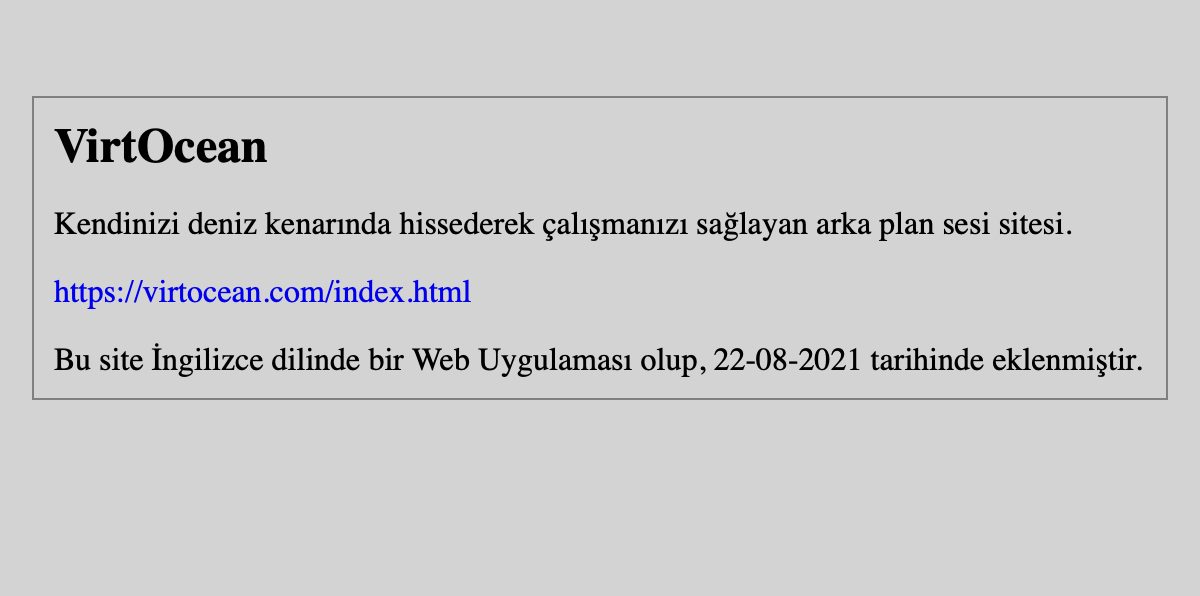 VirtOcean
Kendinizi deniz kenarında hissederek çalışmanızı sağlayan arka plan sesi sitesi.
https://virtocean.com/index.html
Bu site İngilizce dilinde bir Web Uygulaması olup, 22-08-2021 tarihinde eklenmiştir.